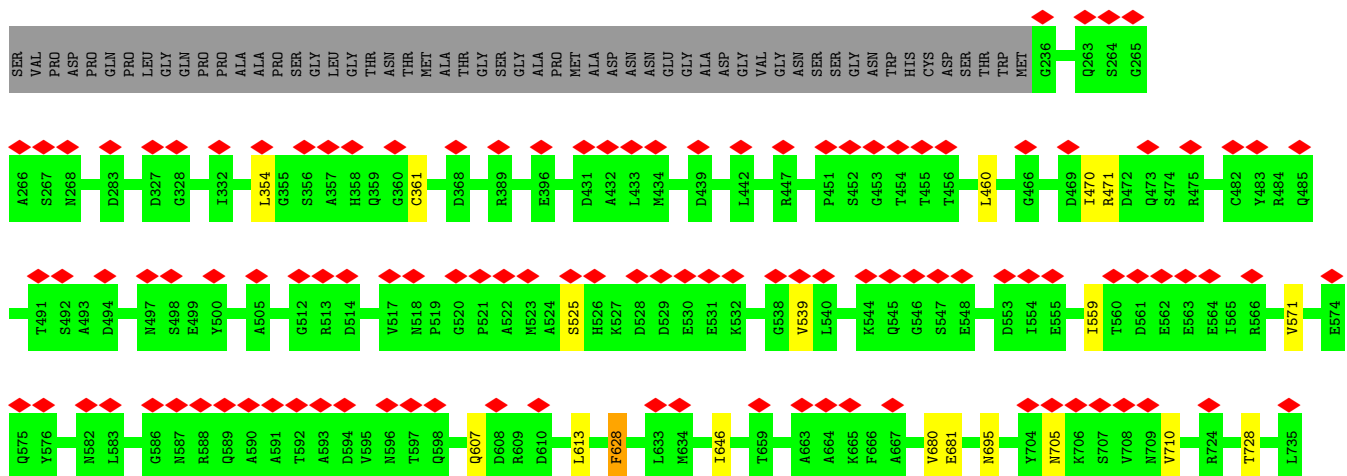 SER VAL PRO ASP PRO GLN PRO LEU GLY GLN PRO PRO ALA ALA PRO SER GLY LEU GLY THR ASN THR MET ALA THR GLY SER GLY ALA PRO MET ALA ASP ASN ASN GLU GLY ALA ASP GLY VAL GLY ASN SER SER GLY ASN TRP HIS CYS ASP SER THR TRP MET G236 Q263 S264 G265
A266 S267 N268 D283 D327 G328 I332 L354 G355 S356 A357 H358 Q359 G360 C361 D368 R389 E396 D431 A432 L433 M434 D439 L442 R447 P451 S452 G453 T454 T455 T456 L460 G466 D469 I470 R471 D472 Q473 S474 R475 C482 Y483 R484 Q485
T491 S492 A493 D494 N497 S498 E499 Y500 A505 G512 R513 D514 V517 N518 P519 G520 P521 A522 M523 A524 S525 H526 K527 D528 D529 E530 E531 K532 G538 V539 L540 K544 Q545 G546 S547 E548 D553 I554 E555 I559 T560 D561 E562 E563 E564 I565 R566 V571 E574
Q575 Y576 N582 L583 G586 N587 R588 Q589 A590 A591 T592 A593 D594 V595 N596 T597 Q598 Q607 D608 R609 D610 L613 F628 L633 M634 I646 T659 A663 A664 K665 F666 A667 V680 E681 N695 Y704 N705 K706 S707 V708 N709 V710 R724 T728 L735